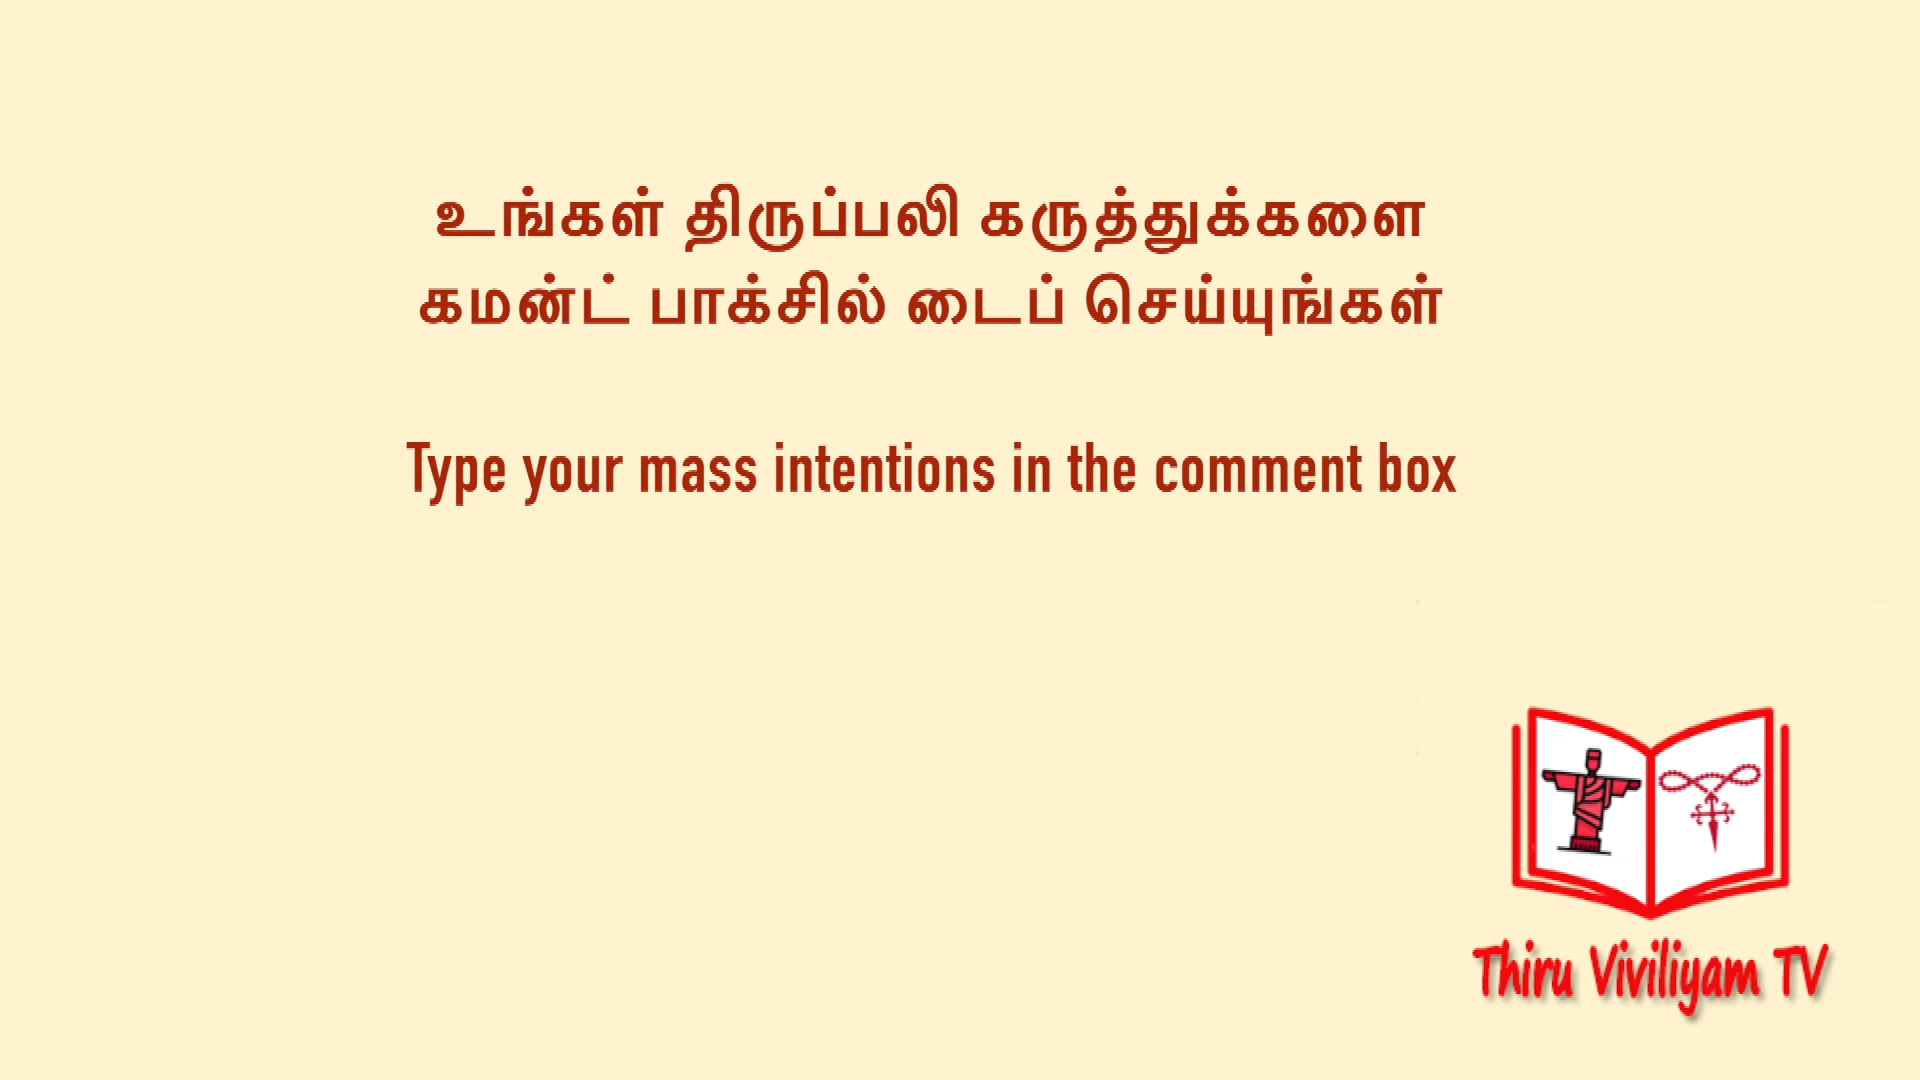 உங்கள் திருப்பலி கருத்துக்களை
கமன்ட் பாக்சில் டைப் செய்யுங்கள்
Type your mass intentions in the comment box
Thiru Viviliyam TV